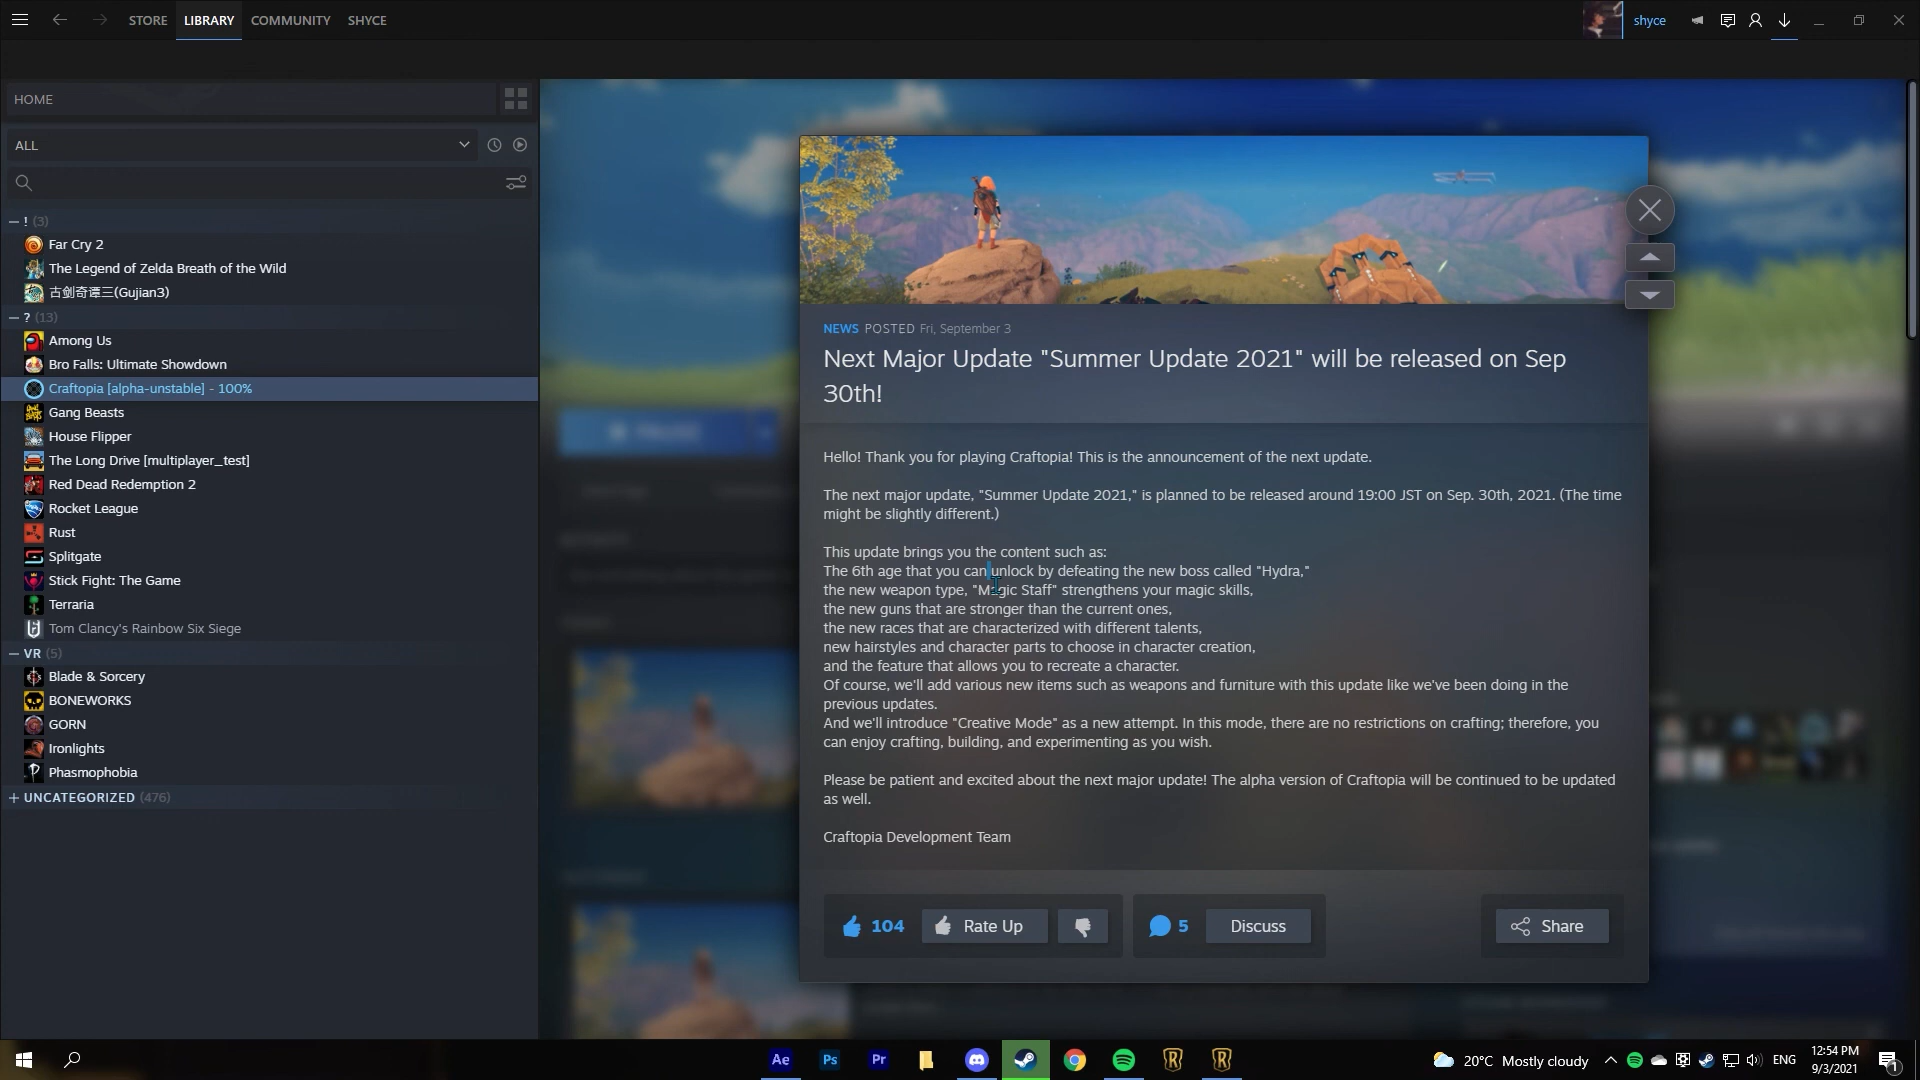 STORE LIBRARY COMMUNITY SHYCE
shyce
HOME
ALL
! (3)
Far Cry 2
The Legend of Zelda Breath of the Wild
古剑奇谭三(Gujian3)
? (13)
Among Us
Bro Falls: Ultimate Showdown
Craftopia [alpha-unstable] - 100%
Gang Beasts
House Flipper
The Long Drive [multiplayer_test]
Red Dead Redemption 2
Rocket League
Rust
Splitgate
Stick Fight: The Game
Terraria
Tom Clancy's Rainbow Six Siege
VR (5)
Blade & Sorcery
BONEWORKS
GORN
Ironlights
Phasmophobia
UNCATEGORIZED (476)
NEWS POSTED Fri, September 3
Next Major Update "Summer Update 2021" will be released on Sep
30th!
Hello! Thank you for playing Craftopia! This is the announcement of the next update.
The next major update, "Summer Update 2021," is planned to be released around 19:00 JST on Sep. 30th, 2021. (The time
might be slightly different.)
This update brings you the content such as:
The 6th age that you can unlock by defeating the new boss called "Hydra,"
the new weapon type, "Magic Staff" strengthens your magic skills,
the new guns that are stronger than the current ones,
the new races that are characterized with different talents,
new hairstyles and character parts to choose in character creation,
and the feature that allows you to recreate a character.
Of course, we'll add various new items such as weapons and furniture with this update like we've been doing in the
previous updates.
And we'll introduce "Creative Mode" as a new attempt. In this mode, there are no restrictions on crafting; therefore, you
can enjoy crafting, building, and experimenting as you wish.
Please be patient and excited about the next major update! The alpha version of Craftopia will be continued to be updated
as well.
Craftopia Development Team
104 Rate Up 5 Discuss Share
Ae Ps Pr
20°C Mostly cloudy ENG
12:54 PM
9/3/2021
1